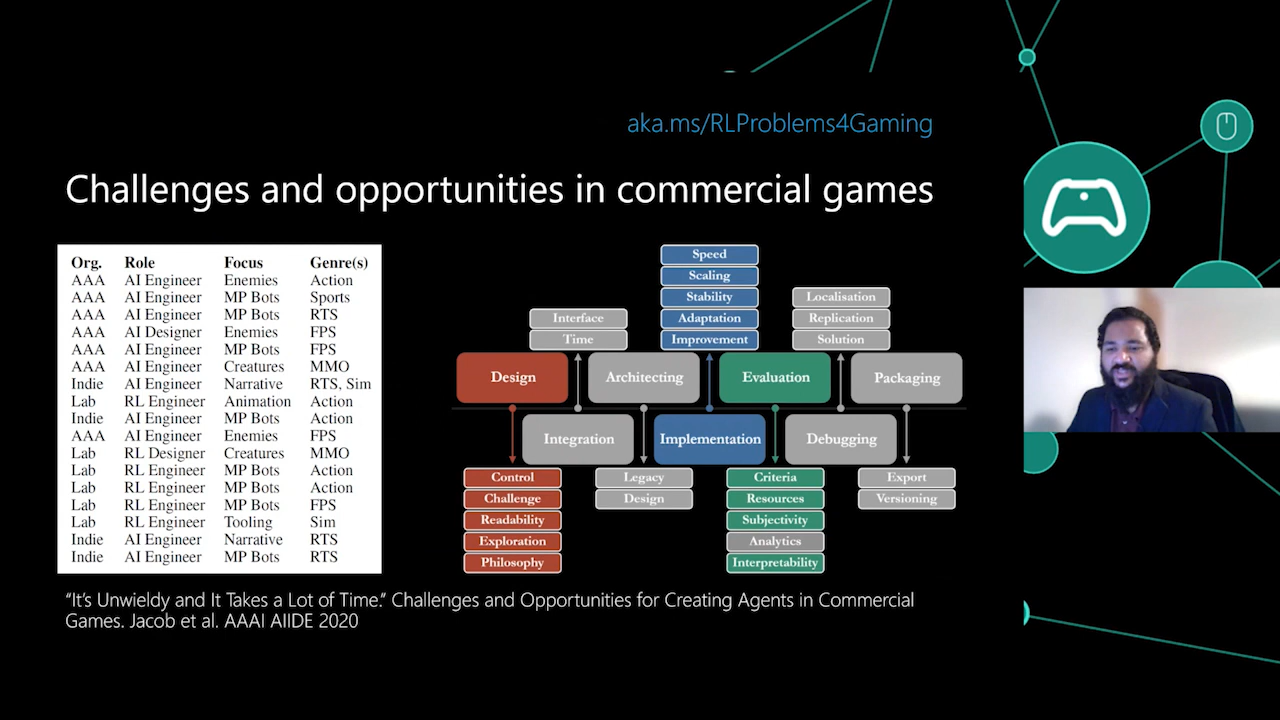 aka.ms/RLProblems4Gaming
Challenges and opportunities in commercial games
Org. Role Focus Genre(s)
AAA AI Engineer Enemies Action
AAA AI Engineer MP Bots Sports
AAA AI Engineer MP Bots RTS
AAA AI Designer Enemies FPS
AAA AI Engineer MP Bots FPS
AAA AI Engineer Creatures MMO
Indie AI Engineer Narrative RTS, Sim
Lab RL Engineer Animation Action
Indie AI Engineer MP Bots Action
AAA AI Engineer Enemies FPS
Lab RL Designer Creatures MMO
Lab RL Engineer MP Bots Action
Lab RL Engineer MP Bots Action
Lab RL Engineer MP Bots FPS
Lab RL Engineer Tooling Sim
Indie AI Engineer Narrative RTS
Indie AI Engineer MP Bots RTS
Speed
Scaling
Stability
Adaptation
Improvement
Interface
Time
Localisation
Replication
Solution
Design
Architecting
Evaluation
Packaging
Integration
Implementation
Debugging
Control
Challenge
Readability
Exploration
Philosophy
Legacy
Design
Criteria
Resources
Subjectivity
Analytics
Interpretability
Export
Versioning
“It’s Unwieldy and It Takes a Lot of Time.” Challenges and Opportunities for Creating Agents in Commercial
Games. Jacob et al. AAAI AIIDE 2020